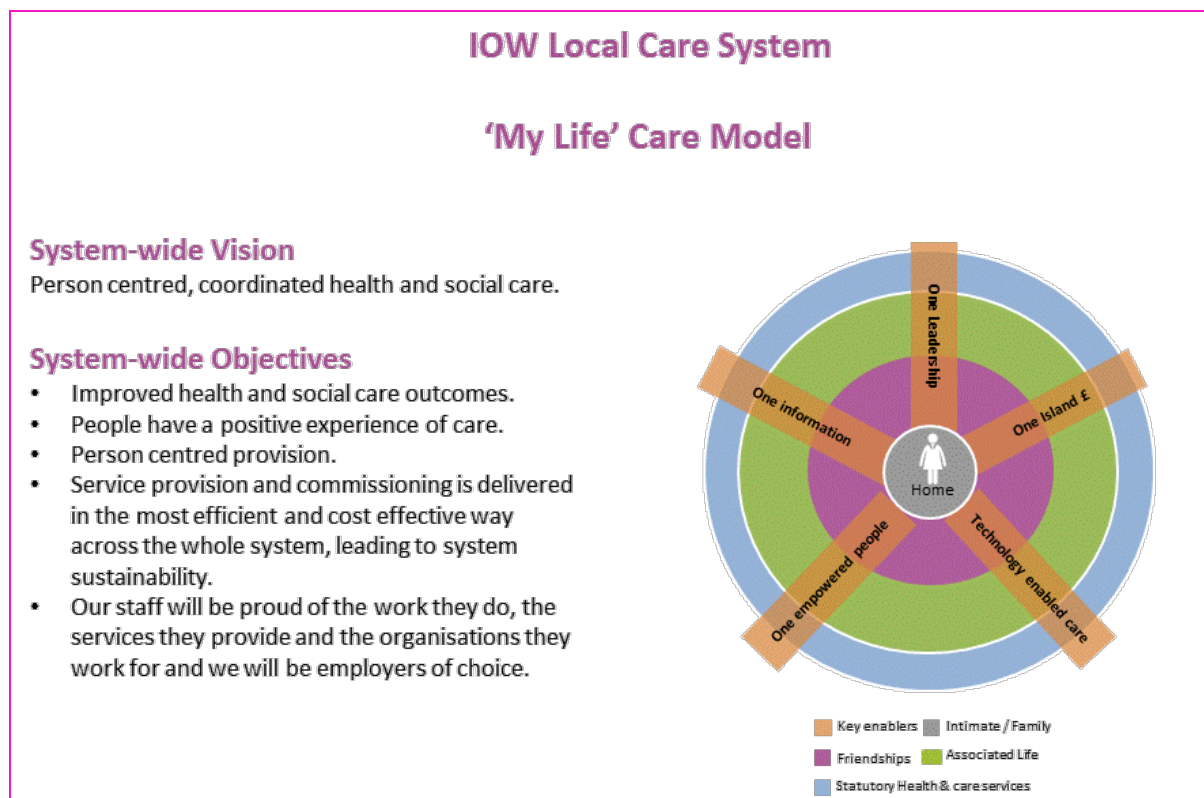 IOW Local Care System
‘My Life’ Care Model
System-wide Vision
Person centred, coordinated health and social care.
System-wide Objectives
• Improved health and social care outcomes.
• People have a positive experience of care.
• Person centred provision.
• Service provision and commissioning is delivered
in the most efficient and cost effective way
across the whole system, leading to system
sustainability.
• Our staff will be proud of the work they do, the
services they provide and the organisations they
work for and we will be employers of choice.
One Leadership
One information
One Island £
Home
One empowered people
Technology enabled care
Key enablers
Intimate / Family
Friendships
Associated Life
Statutory Health & care services